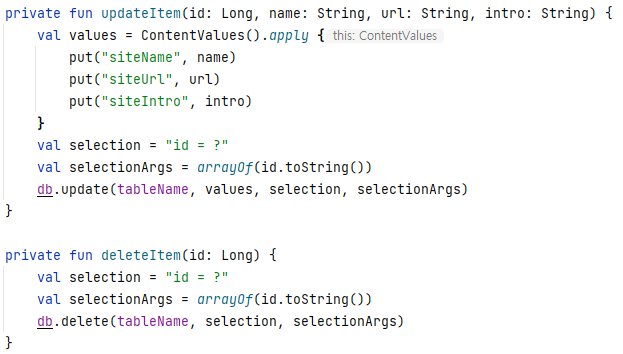 private fun updateItem(id: Long, name: String, url: String, intro: String) {
    val values = ContentValues().apply { this: ContentValues
        put("siteName", name)
        put("siteUrl", url)
        put("siteIntro", intro)
    }
    val selection = "id = ?"
    val selectionArgs = arrayOf(id.toString())
    db.update(tableName, values, selection, selectionArgs)
}

private fun deleteItem(id: Long) {
    val selection = "id = ?"
    val selectionArgs = arrayOf(id.toString())
    db.delete(tableName, selection, selectionArgs)
}